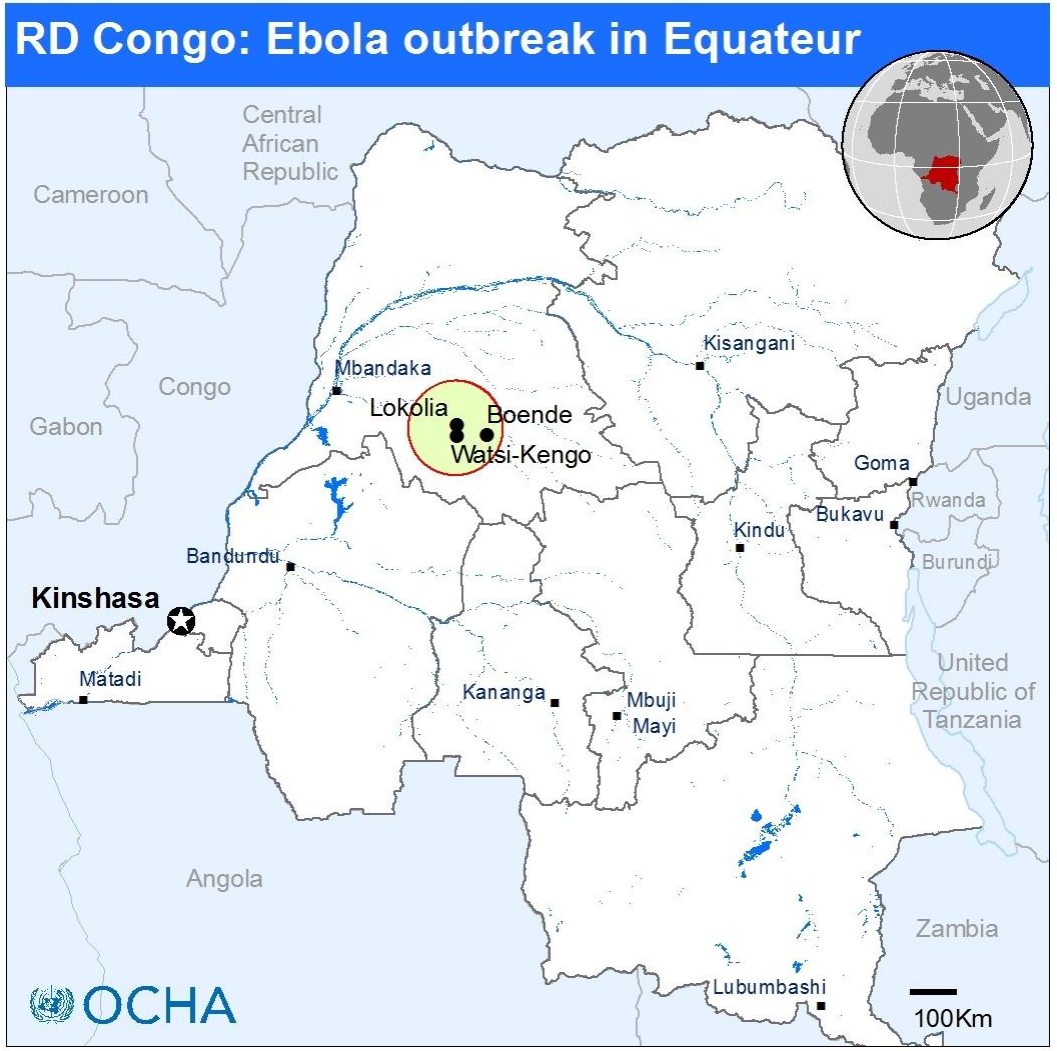 RD Congo: Ebola outbreak in Equateur
Central
African
Republic
Cameroon
Kisangani
Mbandaka
Congo
Uganda
Lokolia
Boende
Gabon
Watsi-Kengo
Goma
Rwanda
Bukavu
Kindu
Bandundu
Burundi
Kinshasa
United
Republic of
Tanzania
Matadi
Kananga
Mbuji
Mayi
Angola
Zambia
Lubumbashi
OCHA
100Km